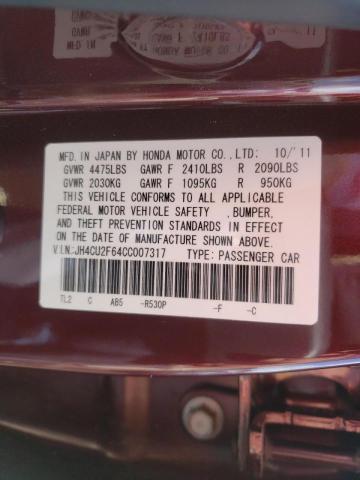 MFD. IN JAPAN BY HONDA MOTOR CO., LTD: 10/'11
GVWR 4475LBS GAWR F 2410LBS R 2090LBS
GVWR 2030KG GAWR F 1095KG R 950KG
THIS VEHICLE CONFORMS TO ALL APPLICABLE
FEDERAL MOTOR VEHICLE SAFETY ,BUMPER,
AND THEFT PREVENTION STANDARDS IN EFFECT
ON THE DATE OF MANUFACTURE SHOWN ABOVE
V.I.N:JH4CU2F64CC007317 TYPE: PASSENGER CAR
TL2 C AB5 -R530P -F -C